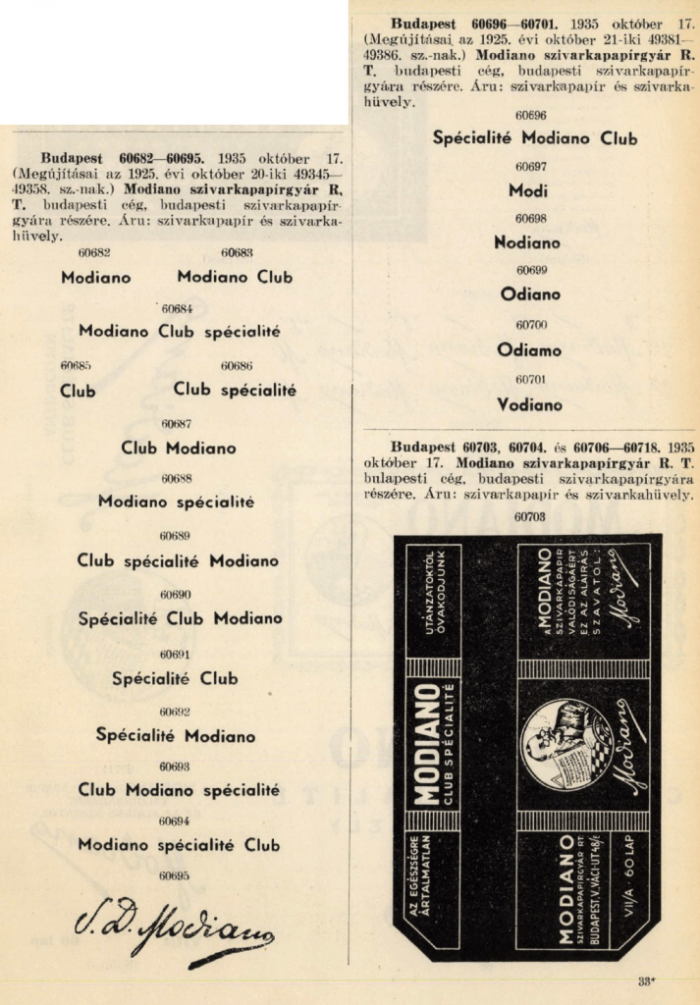 Budapest 60682—60695. 1935 október 17.
(Megújításai az 1925. évi október 20-iki 49345—
49358. sz.-nak.) Modiano szivarkapapírgyár R.
T. budapesti cég, budapesti szivarkapapír-
gyára részére. Áru: szivarkapapír és szivarka-
hüvely.
60682 60683
Modiano Modiano Club
60684
Modiano Club spécialité
60685 60686
Club Club spécialité
60687
Club Modiano
60688
Modiano spécialité
60689
Club spécialité Modiano
60690
Spécialité Club Modiano
60691
Spécialité Club
60692
Spécialité Modiano
60693
Club Modiano spécialité
60694
Modiano spécialité Club
60695
S. D. Modiano
Budapest 60696—60701. 1935 október 17.
(Megújításai az 1925. évi október 21-iki 49381—
49386. sz.-nak.) Modiano szivarkapapírgyár R.
T. budapesti cég, budapesti szivarkapapír-
gyára részére. Áru: szivarkapapír és szivarka-
hüvely.
60696
Spécialité Modiano Club
60697
Modi
60698
Nodiano
60699
Odiano
60700
Odiamo
60701
Vodiano
Budapest 60703, 60704. és 60706—60718. 1935
október 17. Modiano szivarkapapírgyár R. T.
bulapesti cég, budapesti szivarkapapírgyára
részére. Áru: szivarkapapír és szivarkahüvely.
60703
UTÁNZATOKTÓL
ÓVAKODJUNK
MODIANO
CLUB SPÉCIALITÉ
AZ EGÉSZSÉGRE
ÁRTALMATLAN
A MODIANO
SZIVARKAPAPIR
VALÓDISÁGÁÉRT
EZ AZ ALÁIRÁS
SZAVATOL:
Modiano
Modiano
MODIANO
SZIVARKAPAPIRGYÁR RT.
BUDAPEST, V. VÁCI-UT 48/E
VII/A · 60 LAP
33*